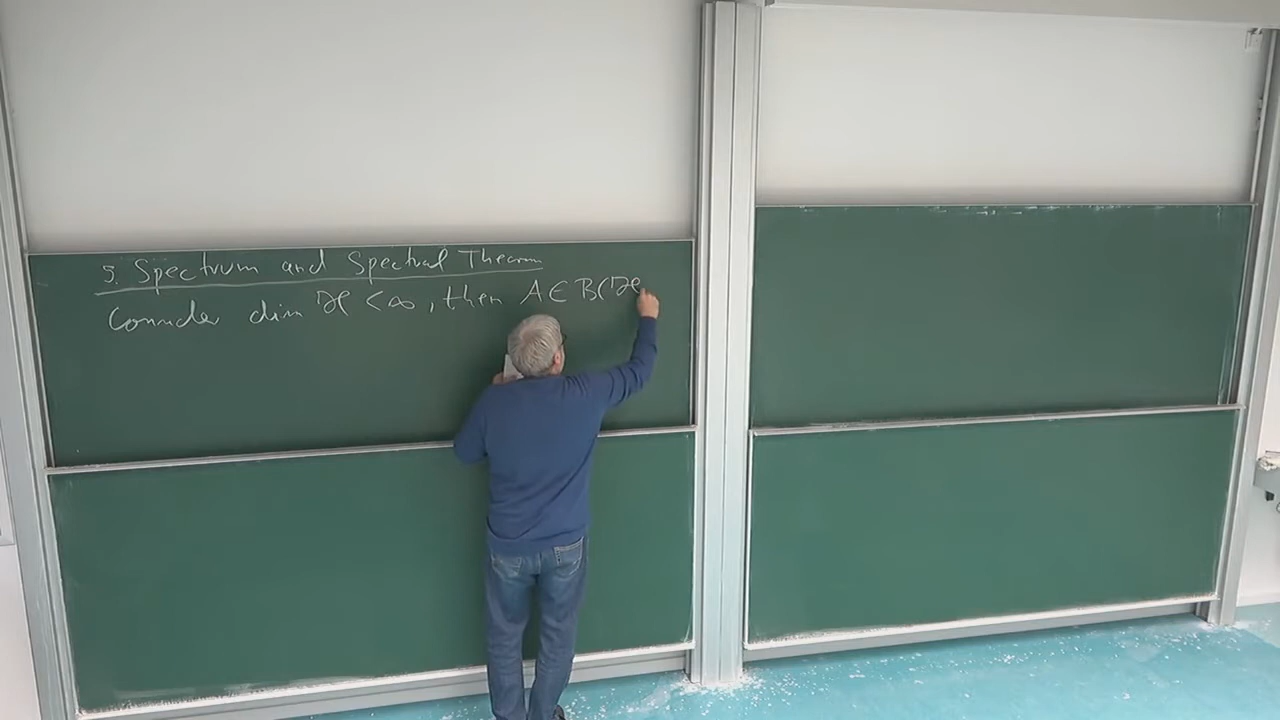 5. Spectrum and Spectral Theorem
Consider dim ℋ < ∞, then A ∈ B(ℋ